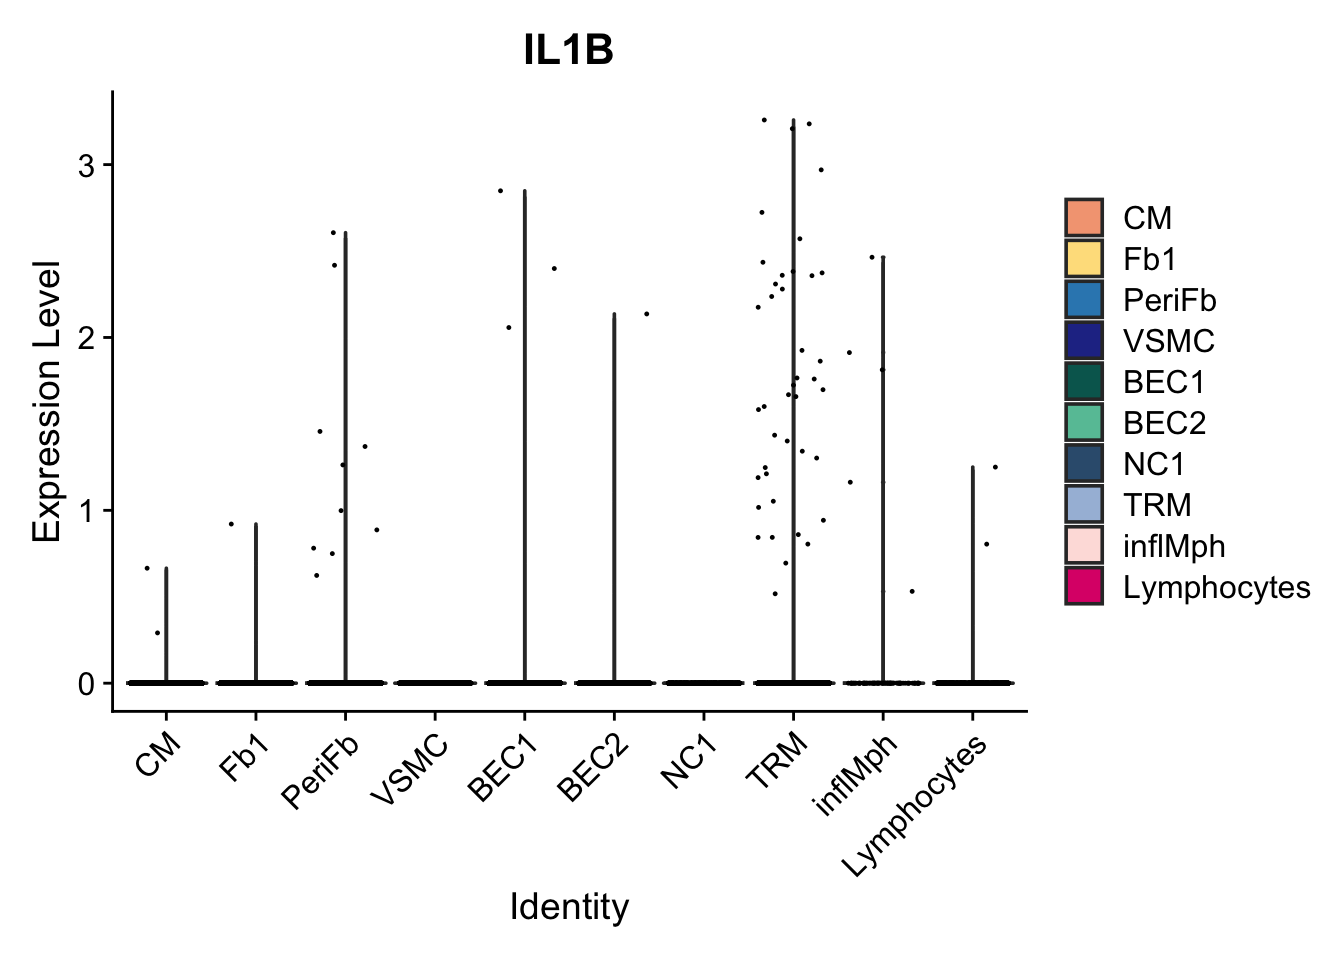 IL1B
Expression Level
3
2
1
0
CM
Fb1
PeriFb
VSMC
BEC1
BEC2
NC1
TRM
inflMph
Lymphocytes
Identity
CM
Fb1
PeriFb
VSMC
BEC1
BEC2
NC1
TRM
inflMph
Lymphocytes